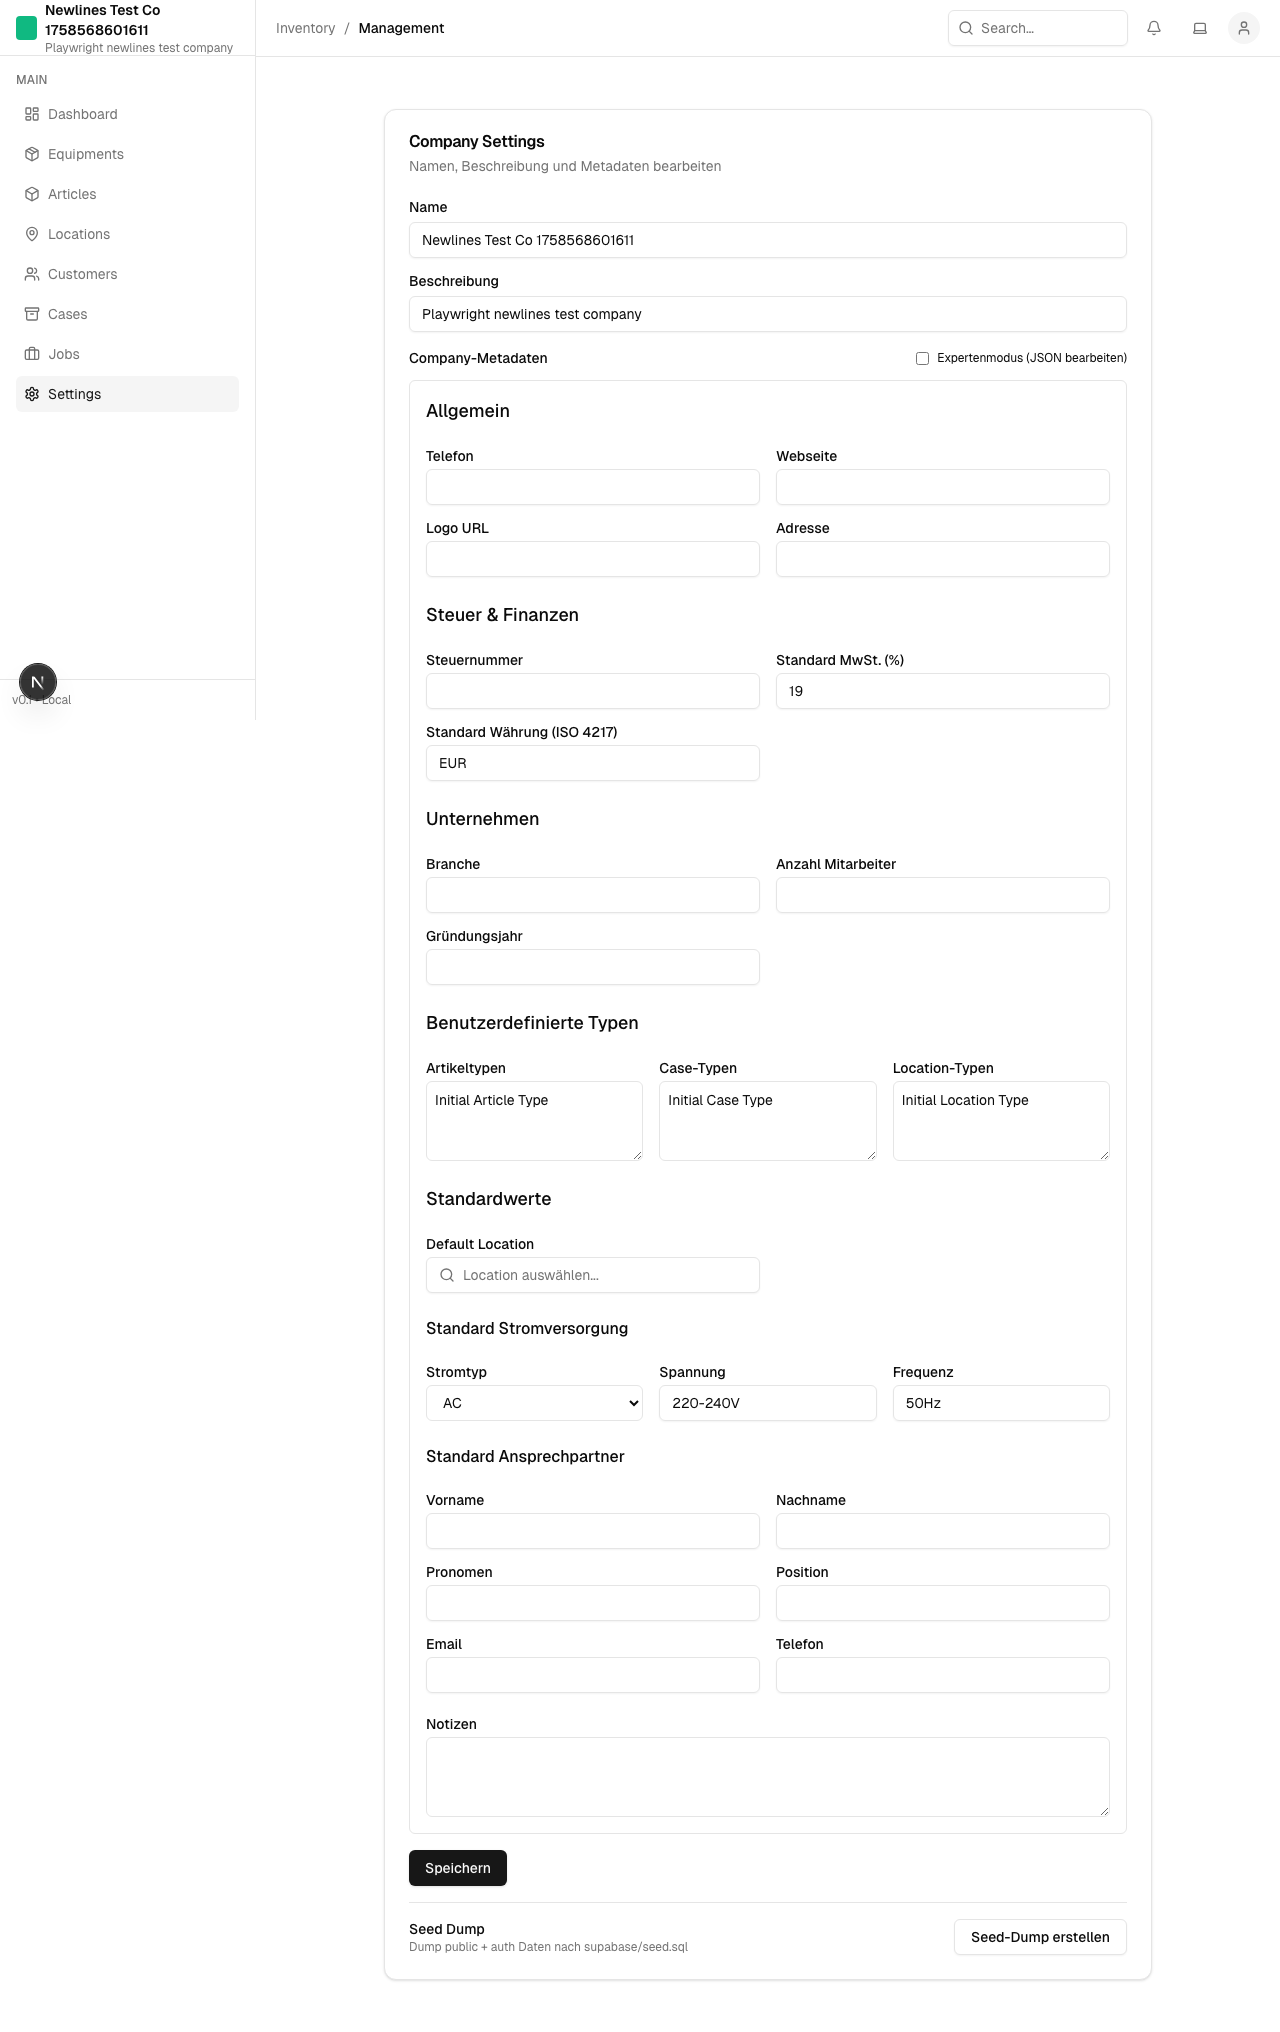 Newlines Test Co
1758568601611
Playwright newlines test company
Inventory / Management
Search...
MAIN
Dashboard
Equipments
Articles
Locations
Customers
Cases
Jobs
Settings
N
v0.1 · Local
Company Settings
Namen, Beschreibung und Metadaten bearbeiten
Name
Newlines Test Co 1758568601611
Beschreibung
Playwright newlines test company
Company-Metadaten
Expertenmodus (JSON bearbeiten)
Allgemein
Telefon
Webseite
Logo URL
Adresse
Steuer & Finanzen
Steuernummer
Standard MwSt. (%)
19
Standard Währung (ISO 4217)
EUR
Unternehmen
Branche
Anzahl Mitarbeiter
Gründungsjahr
Benutzerdefinierte Typen
Artikeltypen
Case-Typen
Location-Typen
Initial Article Type
Initial Case Type
Initial Location Type
Standardwerte
Default Location
Location auswählen...
Standard Stromversorgung
Stromtyp
Spannung
Frequenz
AC
220-240V
50Hz
Standard Ansprechpartner
Vorname
Nachname
Pronomen
Position
Email
Telefon
Notizen
Speichern
Seed Dump
Dump public + auth Daten nach supabase/seed.sql
Seed-Dump erstellen